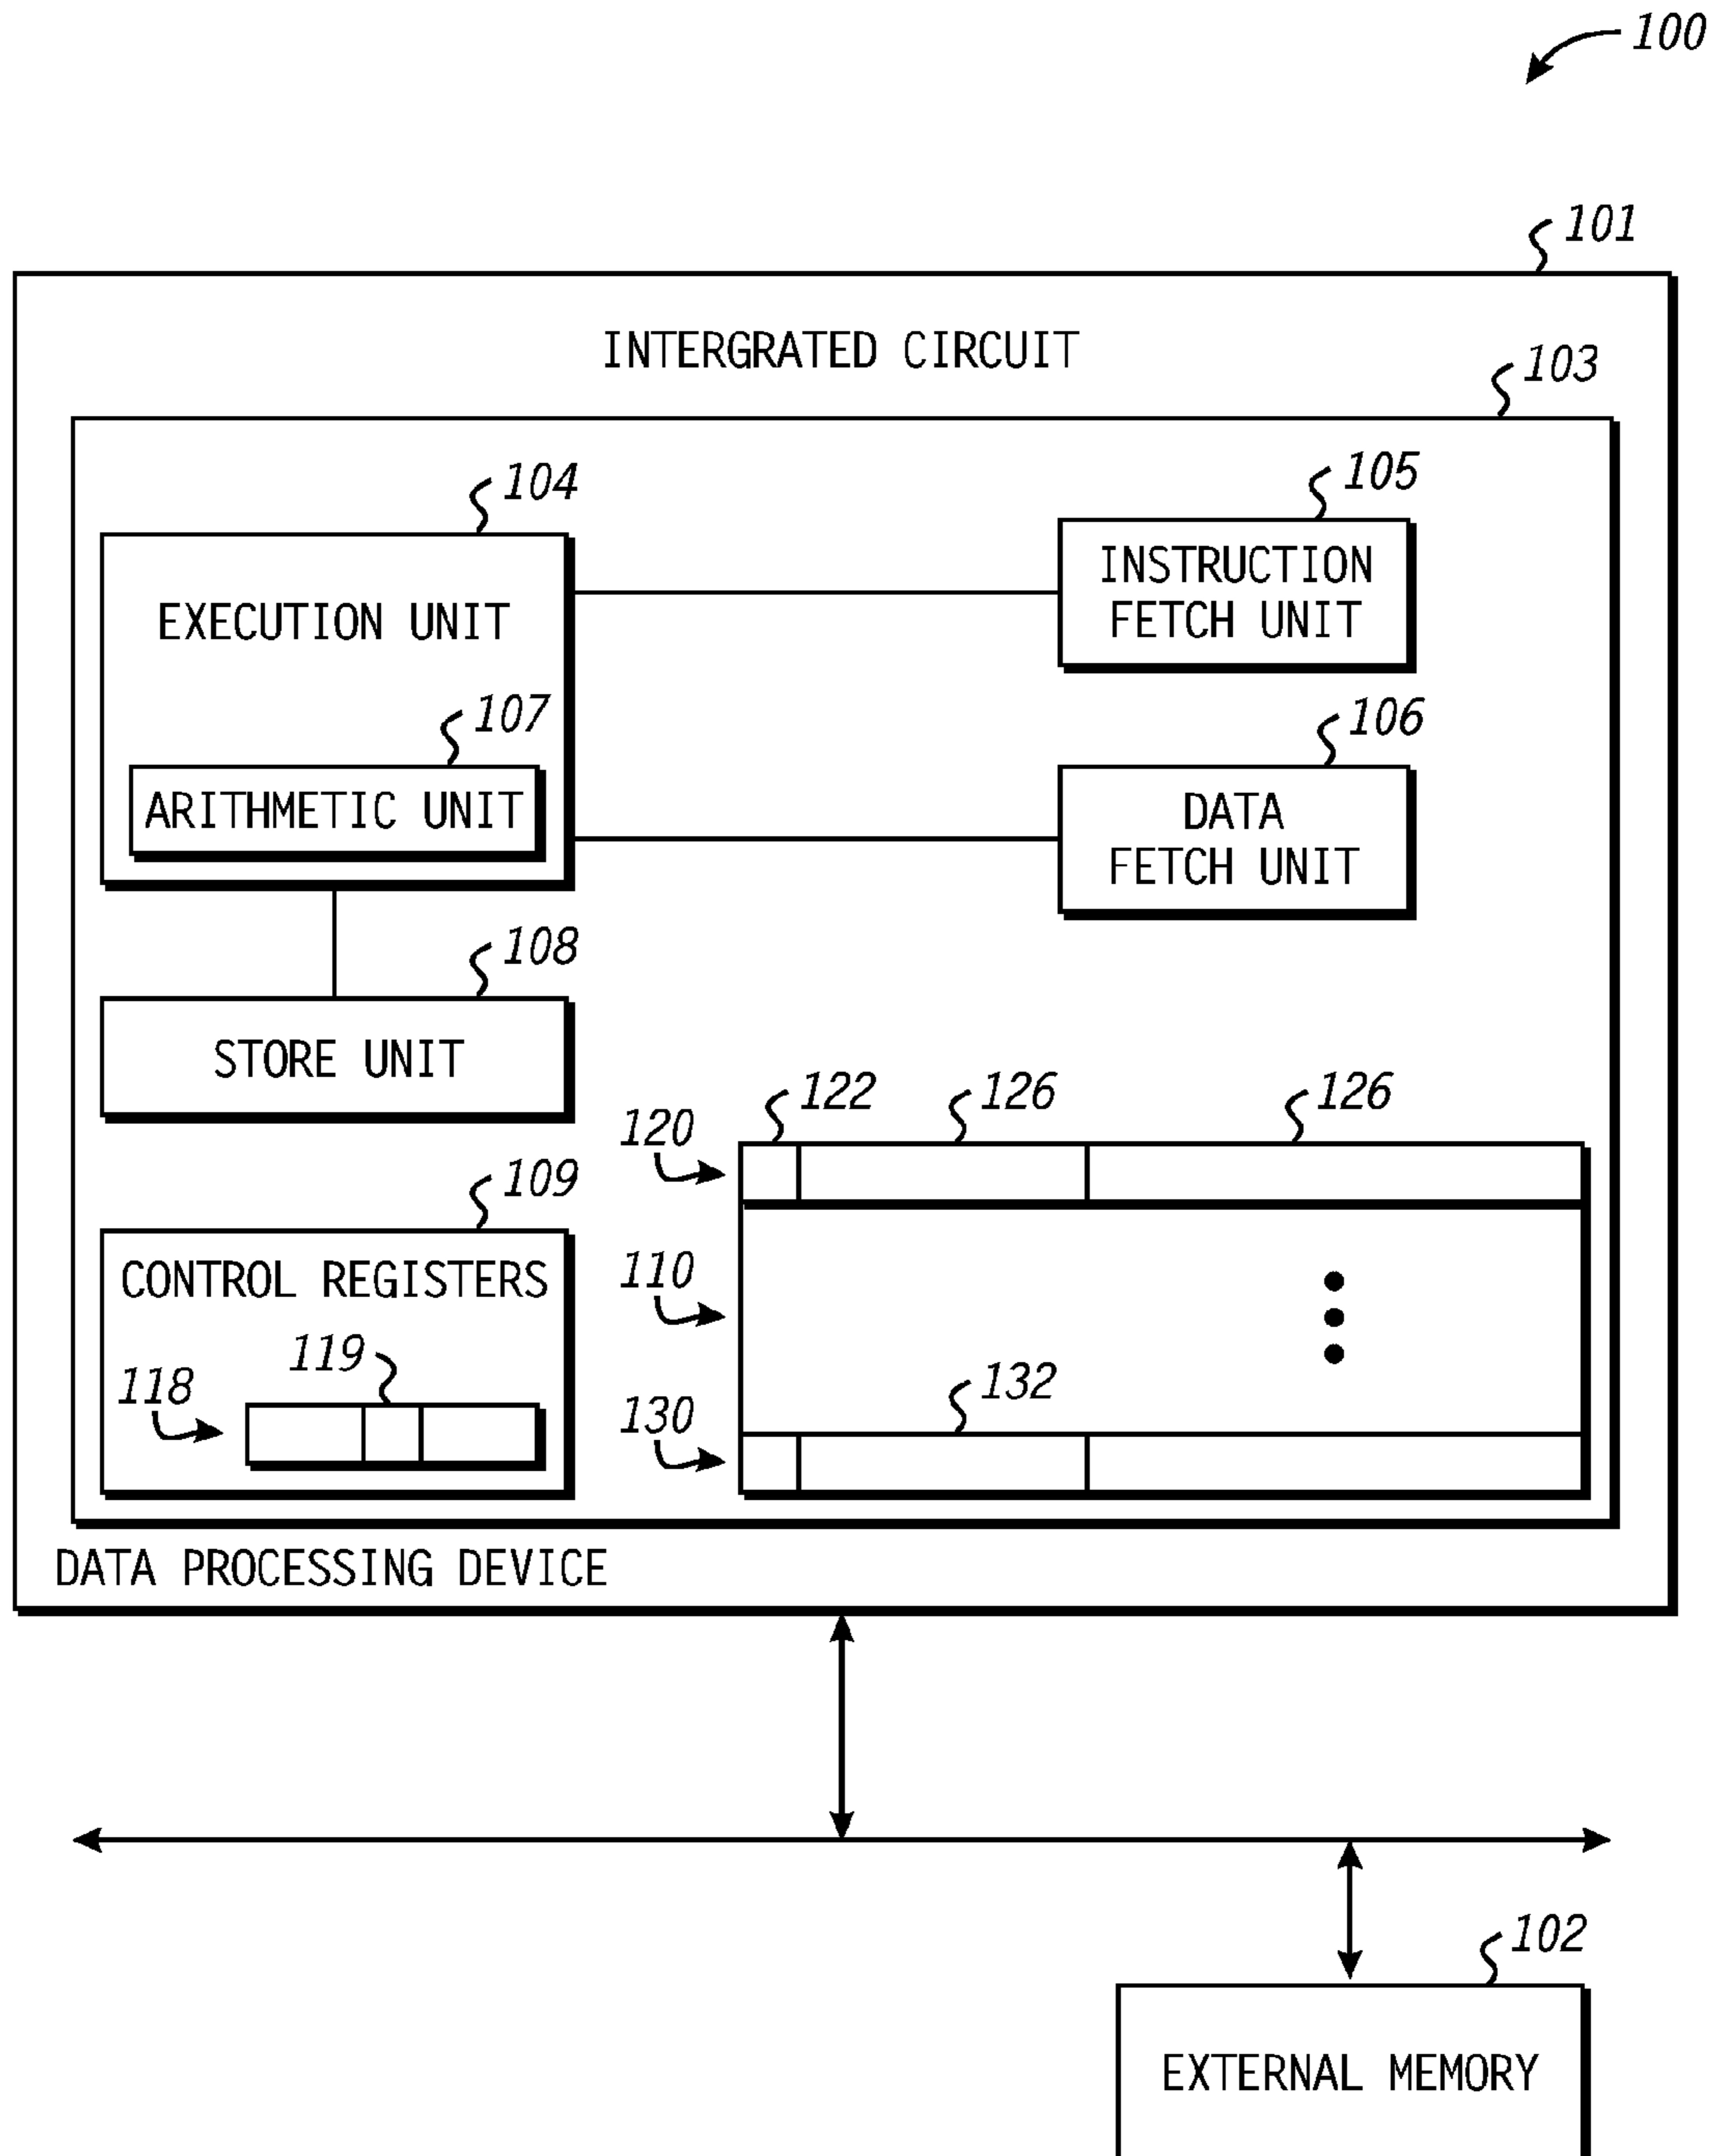 100
101
INTERGRATED CIRCUIT
103
104
105
EXECUTION UNIT
INSTRUCTION
FETCH UNIT
107
106
ARITHMETIC UNIT
DATA
FETCH UNIT
108
STORE UNIT
122 126 126
120
109
CONTROL REGISTERS
110
119
118
132
130
DATA PROCESSING DEVICE
102
EXTERNAL MEMORY